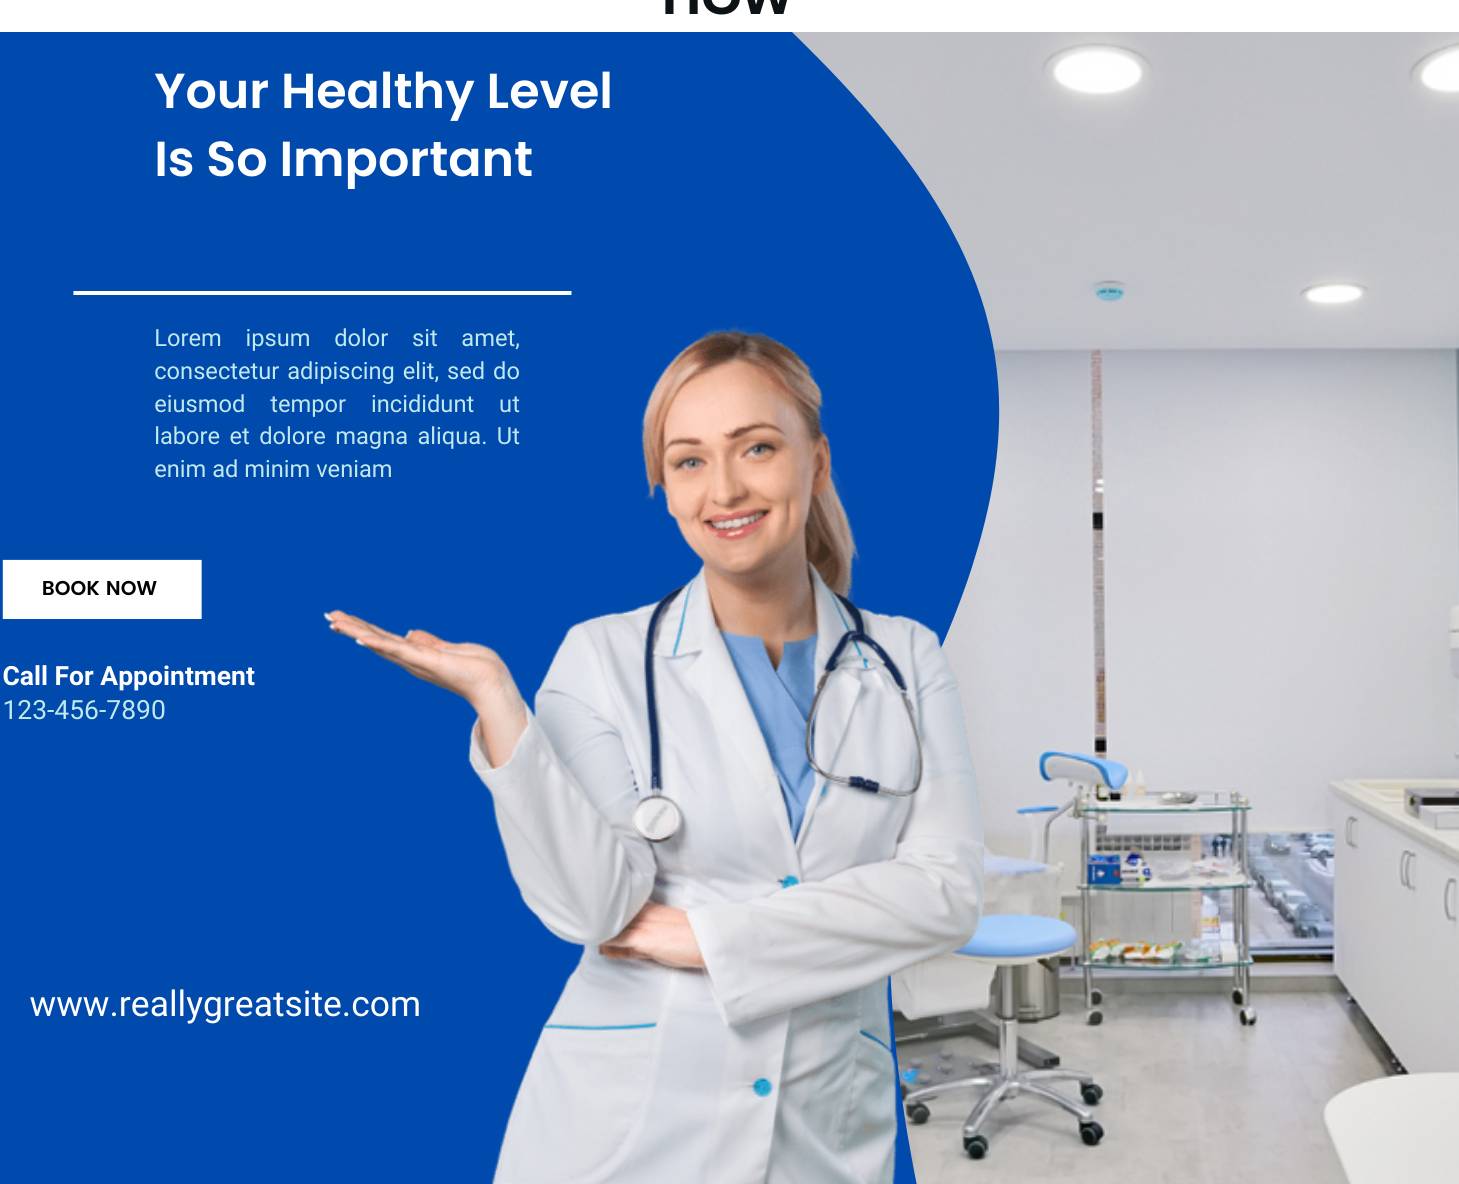 now
Your Healthy Level
Is So Important
Lorem ipsum dolor sit amet,
consectetur adipiscing elit, sed do
eiusmod tempor incididunt ut
labore et dolore magna aliqua. Ut
enim ad minim veniam
BOOK NOW
Call For Appointment
123-456-7890
www.reallygreatsite.com